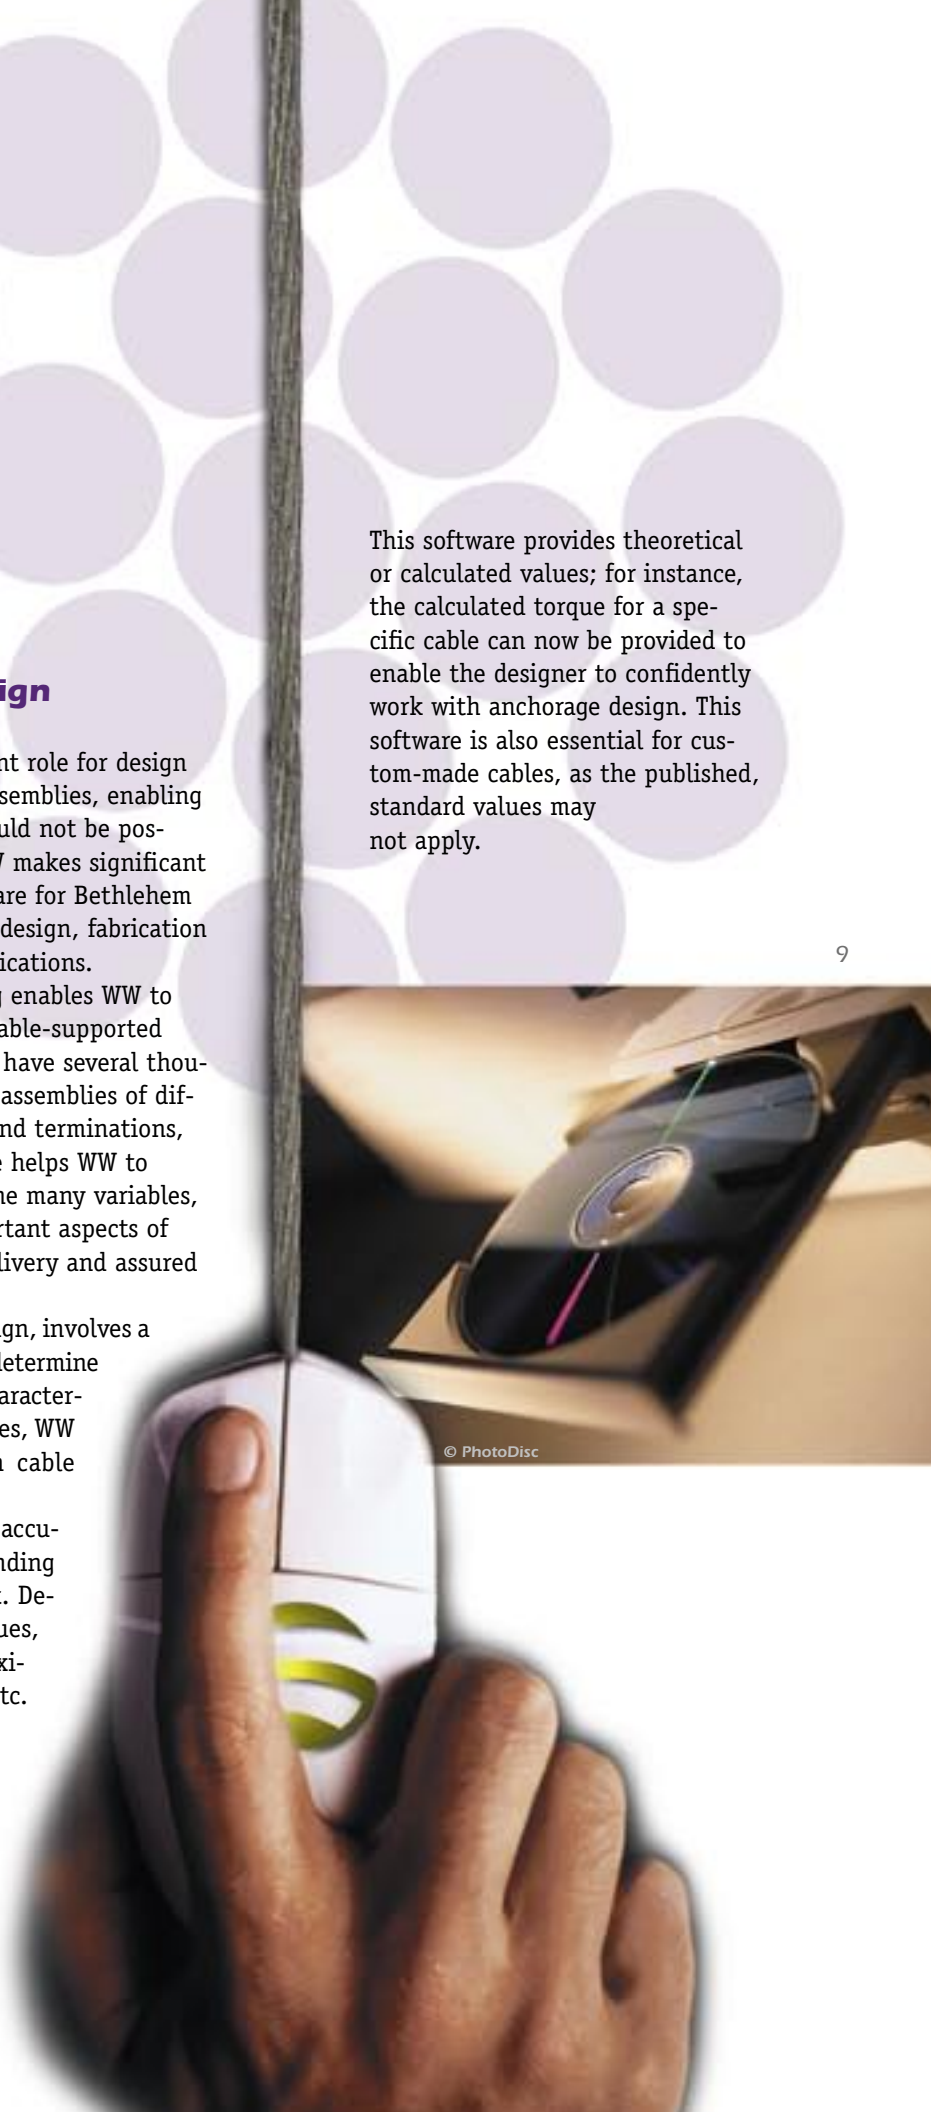 ign
nt role for design
semblies, enabling
uld not be pos-
makes significant
are for Bethlehem
design, fabrication
ications.
enables WW to
able-supported
have several thou-
assemblies of dif-
nd terminations,
helps WW to
he many variables,
rtant aspects of
livery and assured
ign, involves a
determine
aracter-
es, WW
cable
accu-
nding
. De-
ues,
xi-
tc.
This software provides theoretical
or calculated values; for instance,
the calculated torque for a spe-
cific cable can now be provided to
enable the designer to confidently
work with anchorage design. This
software is also essential for cus-
tom-made cables, as the published,
standard values may
not apply.
9
© PhotoDisc